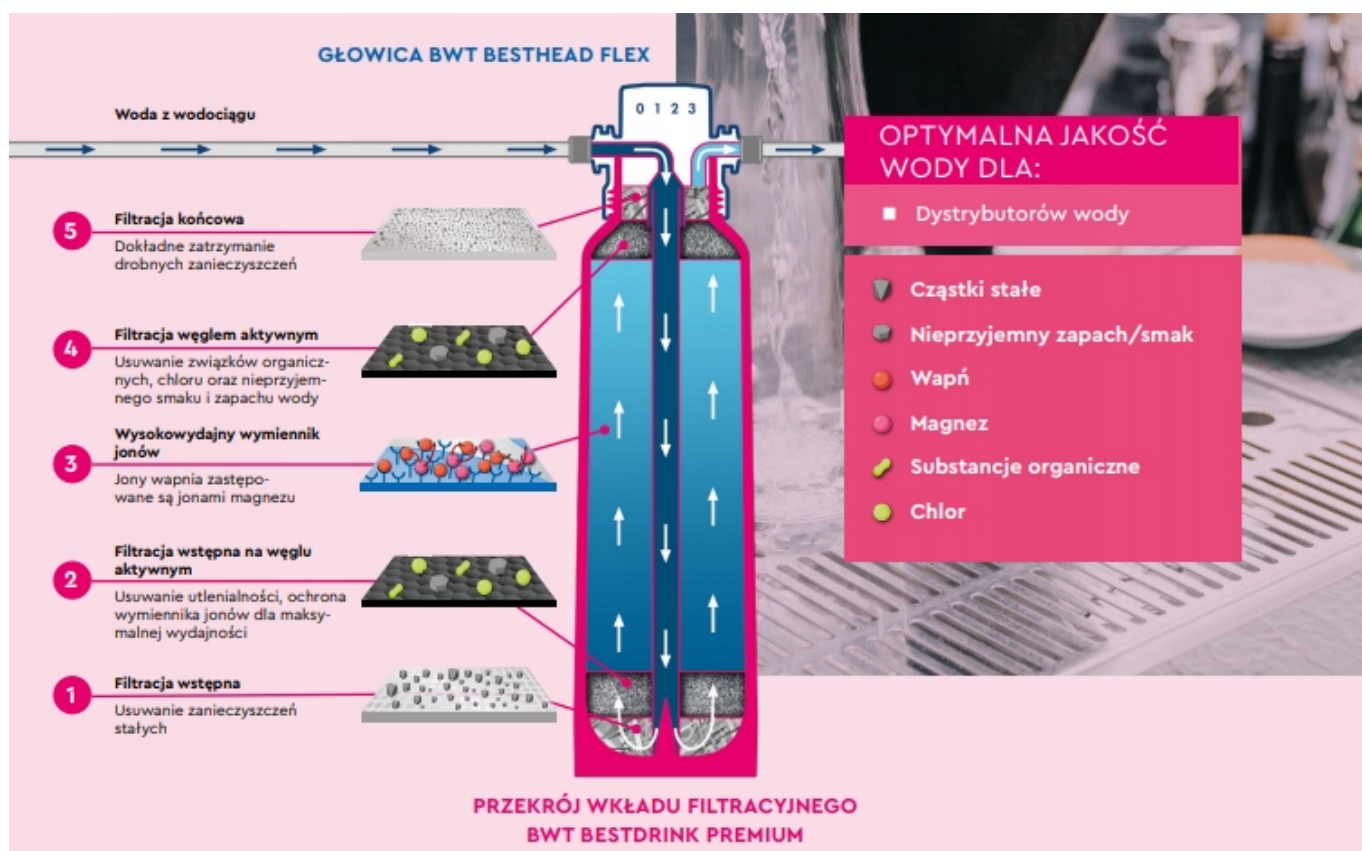 GŁOWICA BWT BESTHEAD FLEX
Woda z wodociągu
0 1 2 3
5
Filtracja końcowa
Dokładne zatrzymanie
drobnych zanieczyszczeń
4
Filtracja węglem aktywnym
Usuwanie związków organicz-
nych, chloru oraz nieprzyjem-
nego smaku i zapachu wody
3
Wysokowydajny wymiennik
jonów
Jony wapnia zastępo-
wane są jonami magnezu
2
Filtracja wstępna na węglu
aktywnym
Usuwanie utlenialności, ochrona
wymiennika jonów dla maksy-
malnej wydajności
1
Filtracja wstępna
Usuwanie zanieczyszczeń
stałych
PRZEKRÓJ WKŁADU FILTRACYJNEGO
BWT BESTDRINK PREMIUM
OPTYMALNA JAKOŚĆ
WODY DLA:
Dystrybutorów wody
Cząstki stałe
Nieprzyjemny zapach/smak
Wapń
Magnez
Substancje organiczne
Chlor